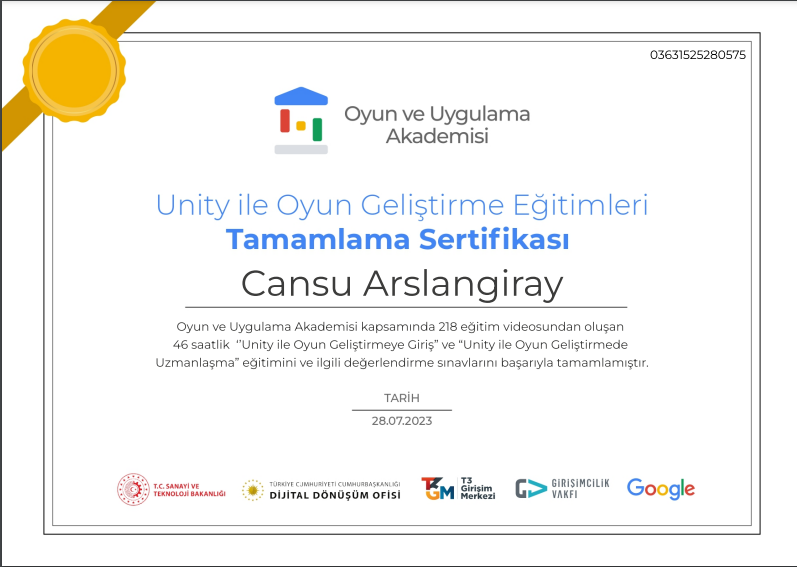 03631525280575
Oyun ve Uygulama
Akademisi
Unity ile Oyun Geliştirme Eğitimleri
Tamamlama Sertifikası
Cansu Arslangiray
Oyun ve Uygulama Akademisi kapsamında 218 eğitim videosundan oluşan
46 saatlik ‘’Unity ile Oyun Geliştirmeye Giriş” ve “Unity ile Oyun Geliştirmede
Uzmanlaşma” eğitimini ve ilgili değerlendirme sınavlarını başarıyla tamamlamıştır.
TARİH
28.07.2023
T.C. SANAYİ VE
TEKNOLOJİ BAKANLIĞI
TÜRKİYE CUMHURİYETİ CUMHURBAŞKANLIĞI
DİJİTAL DÖNÜŞÜM OFİSİ
T3
GM
T3
Girişim
Merkezi
GİRİŞİMCİLİK
VAKFI
Google